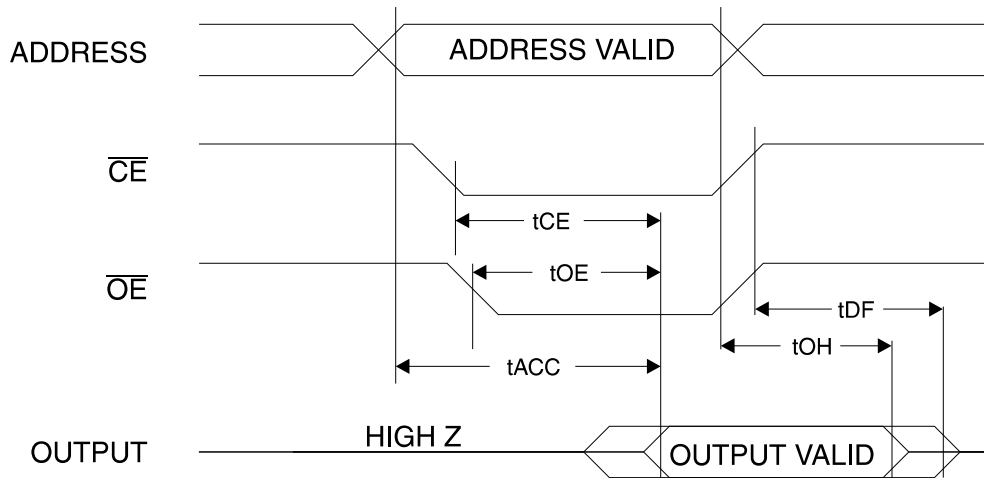 ADDRESS
ADDRESS VALID
CE
tCE
OE
tOE
tDF
tOH
tACC
OUTPUT
HIGH Z
OUTPUT VALID